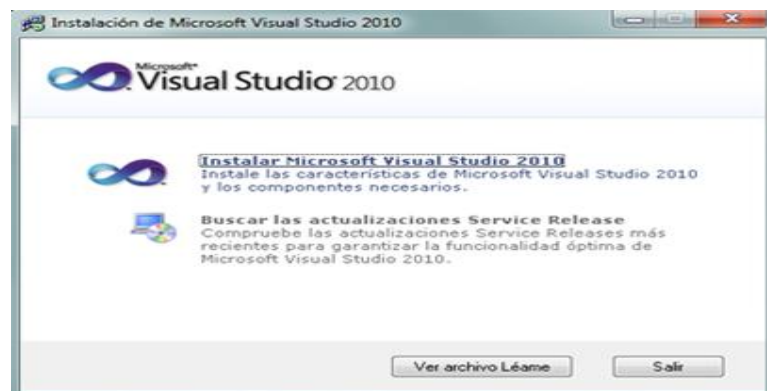 Instalación de Microsoft Visual Studio 2010
Microsoft®
Visual Studio 2010
Instalar Microsoft Visual Studio 2010
Instale las características de Microsoft Visual Studio 2010
y los componentes necesarios.
Buscar las actualizaciones Service Release
Compruebe las actualizaciones Service Releases más
recientes para garantizar la funcionalidad óptima de
Microsoft Visual Studio 2010.
Ver archivo Léame
Salir